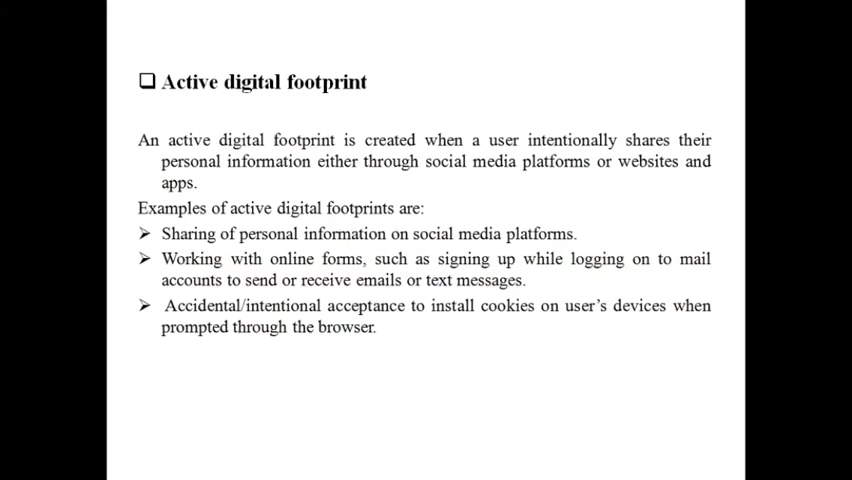 ❑ Active digital footprint
An active digital footprint is created when a user intentionally shares their
personal information either through social media platforms or websites and
apps.
Examples of active digital footprints are:
➢ Sharing of personal information on social media platforms.
➢ Working with online forms, such as signing up while logging on to mail
accounts to send or receive emails or text messages.
➢ Accidental/intentional acceptance to install cookies on user’s devices when
prompted through the browser.